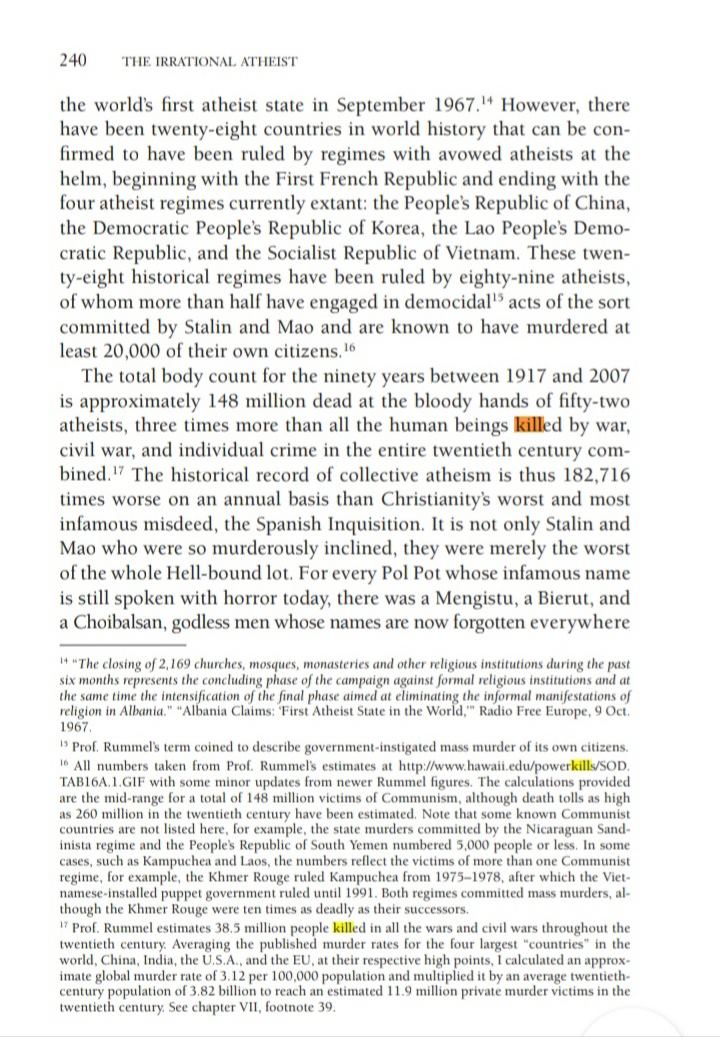 240 THE IRRATIONAL ATHEIST
the world's first atheist state in September 1967.14 However, there
have been twenty-eight countries in world history that can be con-
firmed to have been ruled by regimes with avowed atheists at the
helm, beginning with the First French Republic and ending with the
four atheist regimes currently extant: the People's Republic of China,
the Democratic People's Republic of Korea, the Lao People's Demo-
cratic Republic, and the Socialist Republic of Vietnam. These twen-
ty-eight historical regimes have been ruled by eighty-nine atheists,
of whom more than half have engaged in democidal15 acts of the sort
committed by Stalin and Mao and are known to have murdered at
least 20,000 of their own citizens.16
The total body count for the ninety years between 1917 and 2007
is approximately 148 million dead at the bloody hands of fifty-two
atheists, three times more than all the human beings killed by war,
civil war, and individual crime in the entire twentieth century com-
bined.17 The historical record of collective atheism is thus 182,716
times worse on an annual basis than Christianity's worst and most
infamous misdeed, the Spanish Inquisition. It is not only Stalin and
Mao who were so murderously inclined, they were merely the worst
of the whole Hell-bound lot. For every Pol Pot whose infamous name
is still spoken with horror today, there was a Mengistu, a Bierut, and
a Choibalsan, godless men whose names are now forgotten everywhere
14 "The closing of 2,169 churches, mosques, monasteries and other religious institutions during the past
six months represents the concluding phase of the campaign against formal religious institutions and at
the same time the intensification of the final phase aimed at eliminating the informal manifestations of
religion in Albania." "Albania Claims: 'First Atheist State in the World,'" Radio Free Europe, 9 Oct.
1967.
15 Prof. Rummel's term coined to describe government-instigated mass murder of its own citizens.
16 All numbers taken from Prof. Rummel's estimates at http://www.hawaii.edu/powerkills/SOD.
TAB16A.1.GIF with some minor updates from newer Rummel figures. The calculations provided
are the mid-range for a total of 148 million victims of Communism, although death tolls as high
as 260 million in the twentieth century have been estimated. Note that some known Communist
countries are not listed here, for example, the state murders committed by the Nicaraguan Sand-
inista regime and the People's Republic of South Yemen numbered 5,000 people or less. In some
cases, such as Kampuchea and Laos, the numbers reflect the victims of more than one Communist
regime, for example, the Khmer Rouge ruled Kampuchea from 1975–1978, after which the Viet-
namese-installed puppet government ruled until 1991. Both regimes committed mass murders, al-
though the Khmer Rouge were ten times as deadly as their successors.
17 Prof. Rummel estimates 38.5 million people killed in all the wars and civil wars throughout the
twentieth century. Averaging the published murder rates for the four largest "countries" in the
world, China, India, the U.S.A., and the EU, at their respective high points, I calculated an approx-
imate global murder rate of 3.12 per 100,000 population and multiplied it by an average twentieth-
century population of 3.82 billion to reach an estimated 11.9 million private murder victims in the
twentieth century. See chapter VII, footnote 39.